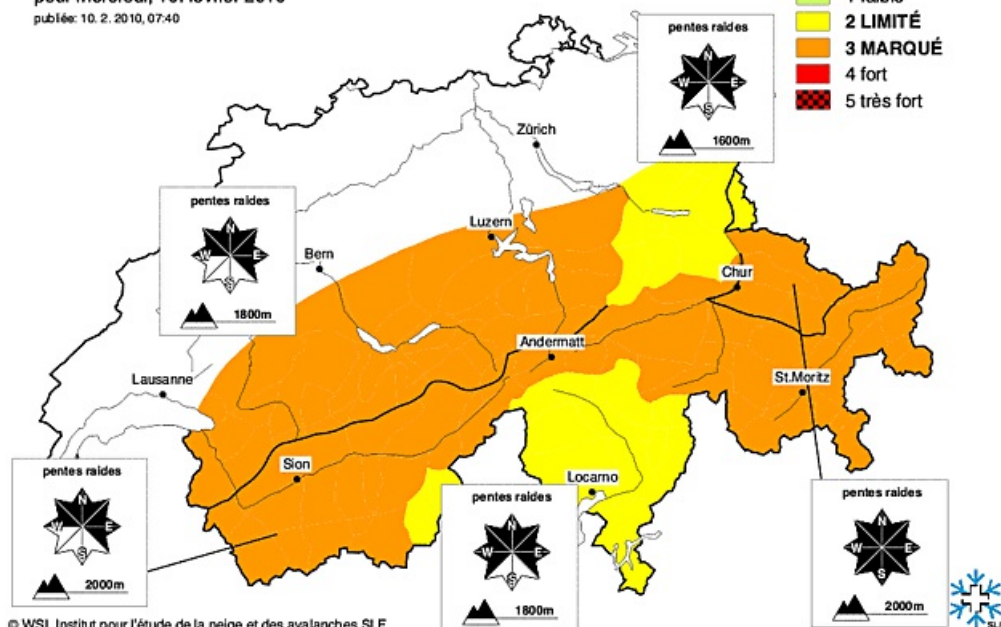 publiée: 10. 2. 2010, 07:40
2 LIMITÉ
3 MARQUÉ
4 fort
5 très fort
pentes raides
N
W E
S
1600m
Zürich
pentes raides
N
W E
S
1800m
Luzern
Bern
Chur
Andermatt
Lausanne
St.Moritz
Sion
Locarno
pentes raides
N
W E
S
2000m
pentes raides
N
W E
S
1800m
pentes raides
N
W E
S
2000m
© WSL Institut pour l'étude de la neige et des avalanches SLF